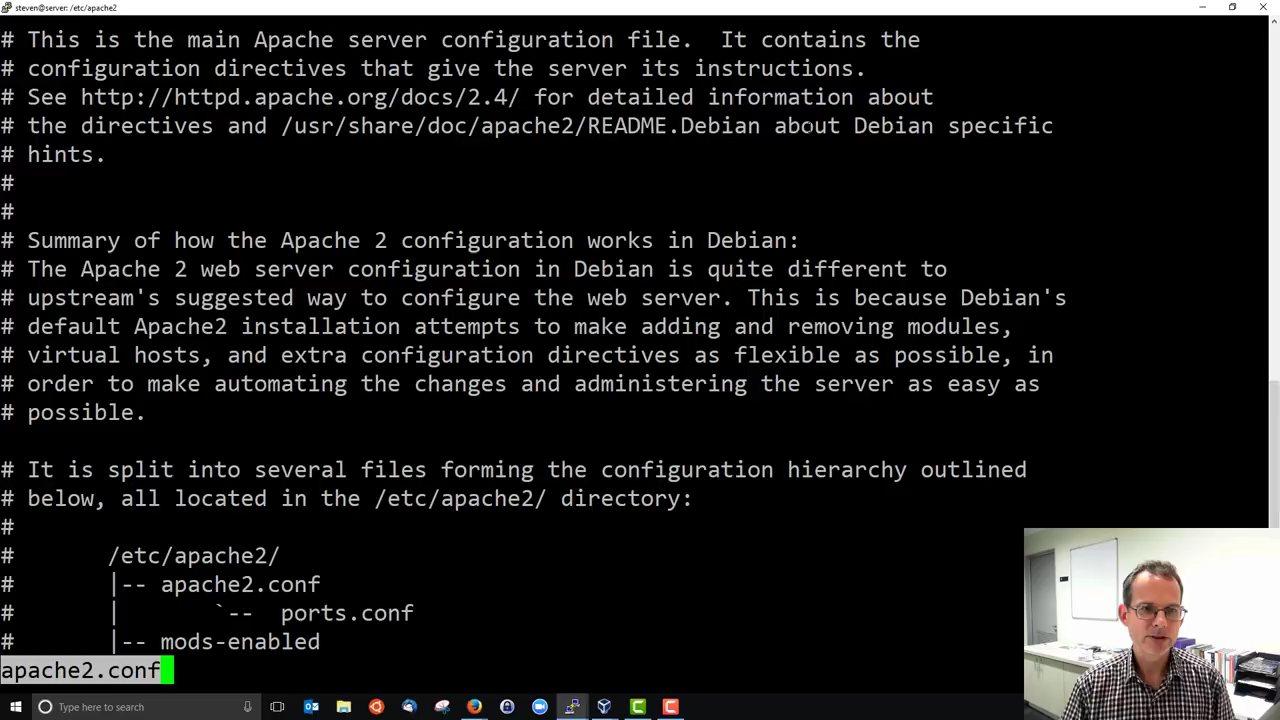 steven@server: /etc/apache2
# This is the main Apache server configuration file.  It contains the
# configuration directives that give the server its instructions.
# See http://httpd.apache.org/docs/2.4/ for detailed information about
# the directives and /usr/share/doc/apache2/README.Debian about Debian specific
# hints.
#
#
# Summary of how the Apache 2 configuration works in Debian:
# The Apache 2 web server configuration in Debian is quite different to
# upstream's suggested way to configure the web server. This is because Debian's
# default Apache2 installation attempts to make adding and removing modules,
# virtual hosts, and extra configuration directives as flexible as possible, in
# order to make automating the changes and administering the server as easy as
# possible.
# It is split into several files forming the configuration hierarchy outlined
# below, all located in the /etc/apache2/ directory:
#
#       /etc/apache2/
#       |-- apache2.conf
#       |       `--  ports.conf
#       |-- mods-enabled
apache2.conf
Type here to search